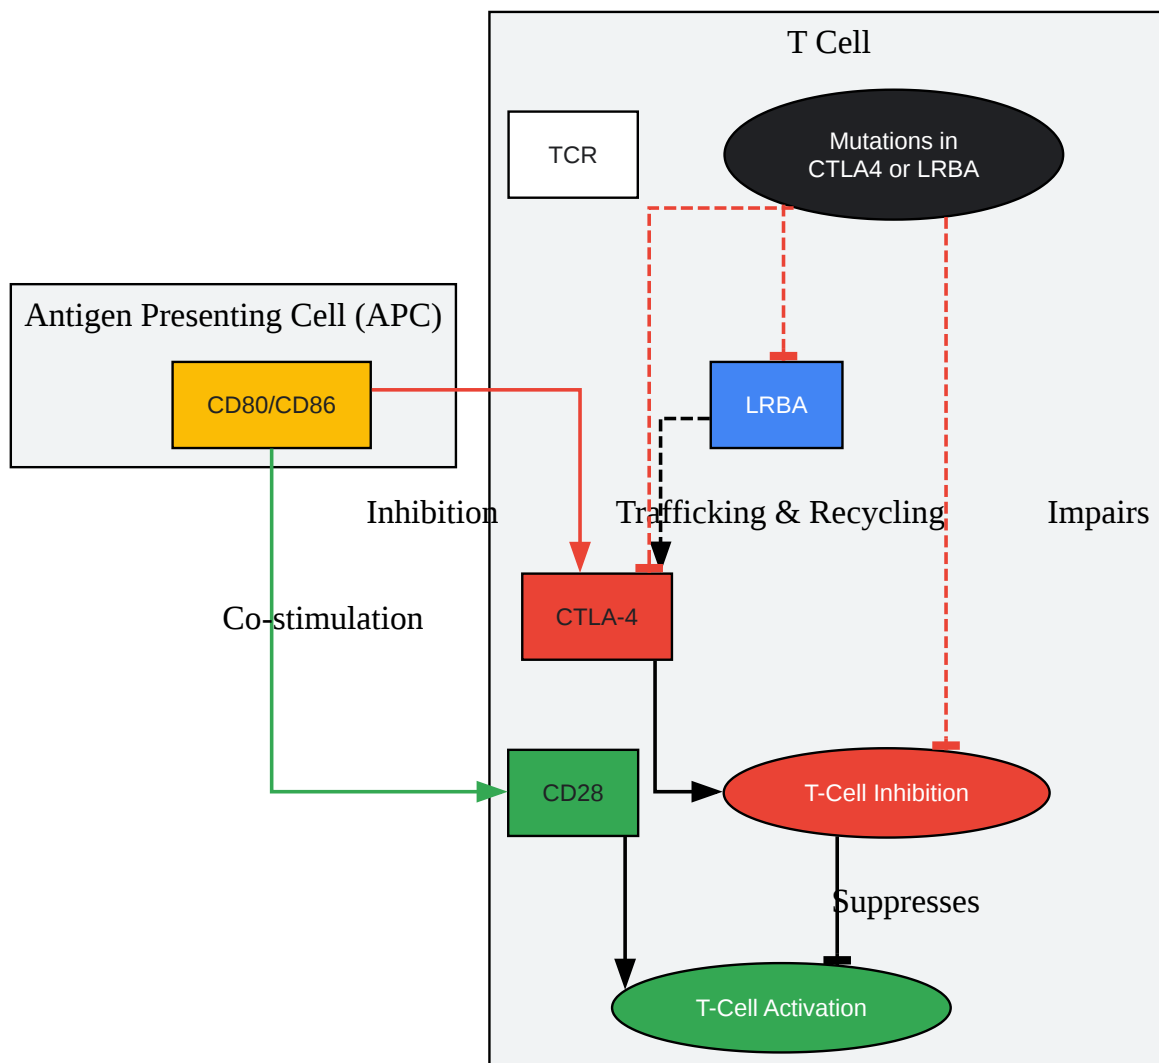 T Cell
TCR
Mutations in
CTLA4 or LRBA
Antigen Presenting Cell (APC)
CD80/CD86
LRBA
Inhibition
Trafficking & Recycling
Impairs
Co-stimulation
CTLA-4
CD28
T-Cell Inhibition
Suppresses
T-Cell Activation